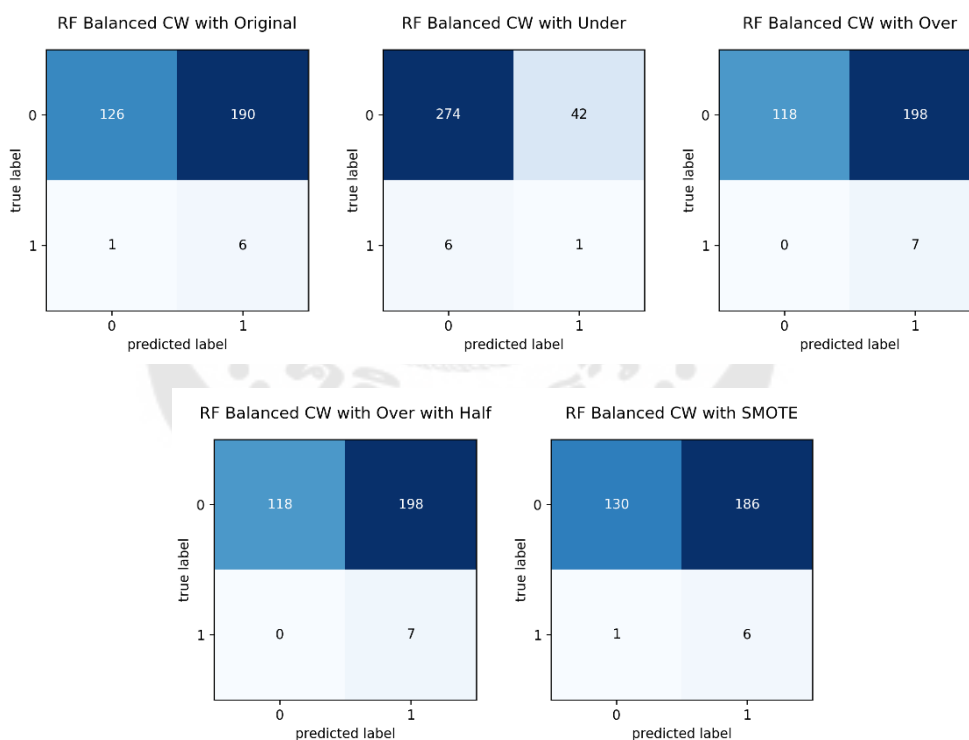 RF Balanced CW with Original
0
126
190
true label
1
1
6
0
1
predicted label
RF Balanced CW with Under
0
274
42
true label
1
6
1
0
1
predicted label
RF Balanced CW with Over
0
118
198
true label
1
0
7
0
1
predicted label
RF Balanced CW with Over with Half
0
118
198
true label
1
0
7
0
1
predicted label
RF Balanced CW with SMOTE
0
130
186
true label
1
1
6
0
1
predicted label